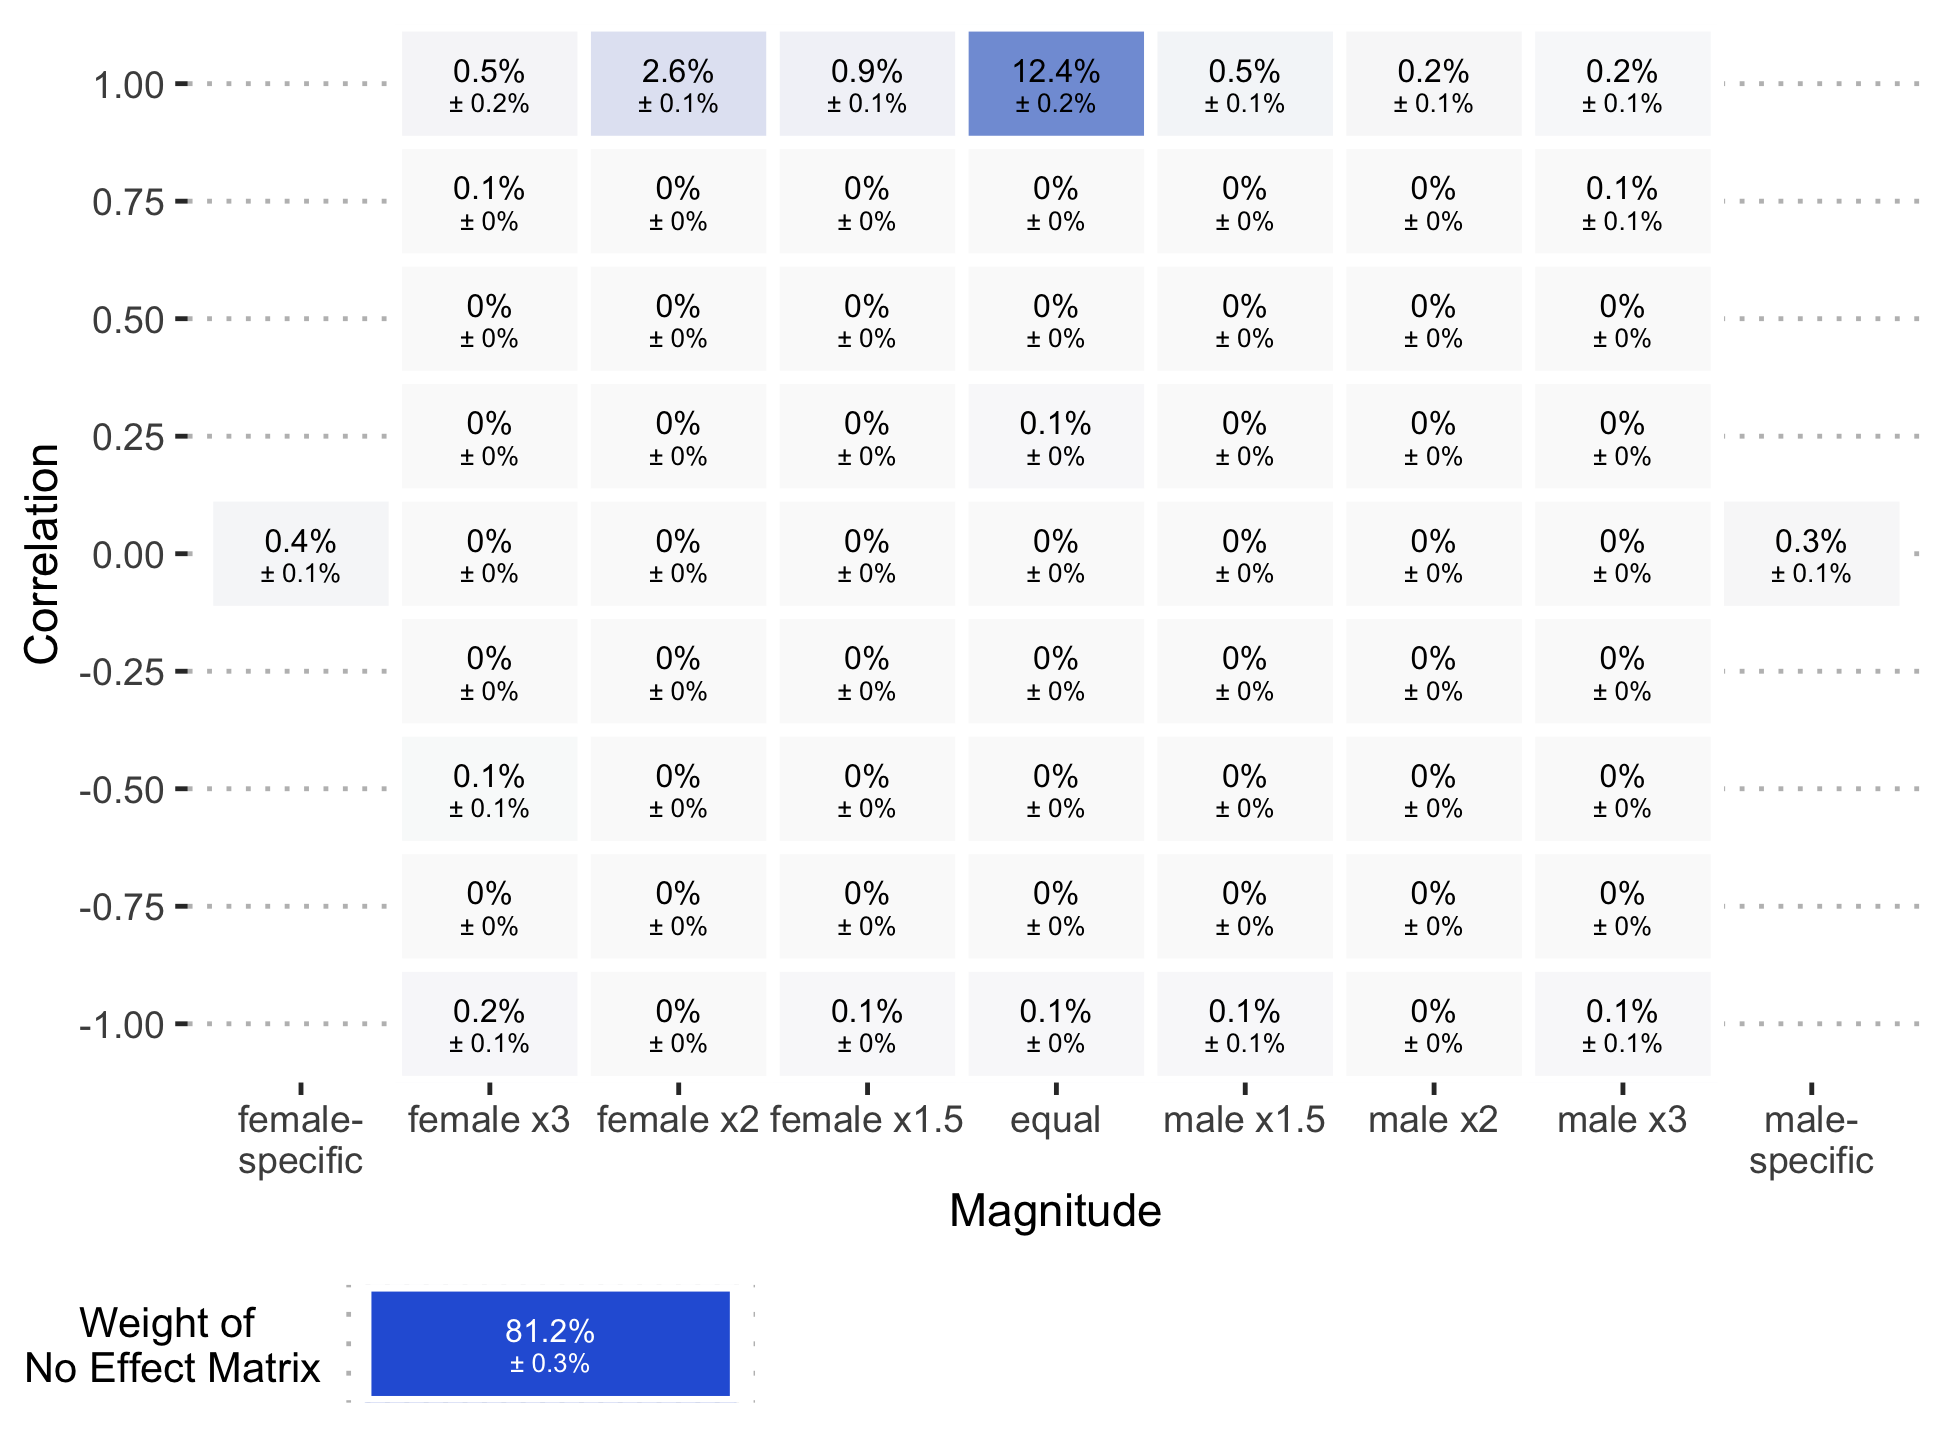 1.00 0.5% 2.6% 0.9% 12.4% 0.5% 0.2% 0.2%
± 0.2% ± 0.1% ± 0.1% ± 0.2% ± 0.1% ± 0.1% ± 0.1%
0.75 0.1% 0% 0% 0% 0% 0% 0.1%
± 0% ± 0% ± 0% ± 0% ± 0% ± 0% ± 0.1%
0.50 0% 0% 0% 0% 0% 0% 0%
± 0% ± 0% ± 0% ± 0% ± 0% ± 0% ± 0%
0.25 0% 0% 0% 0.1% 0% 0% 0%
± 0% ± 0% ± 0% ± 0% ± 0% ± 0% ± 0%
Correlation
0.00 0.4% 0% 0% 0% 0% 0% 0% 0% 0.3%
± 0.1% ± 0% ± 0% ± 0% ± 0% ± 0% ± 0% ± 0% ± 0.1%
-0.25 0% 0% 0% 0% 0% 0% 0%
± 0% ± 0% ± 0% ± 0% ± 0% ± 0% ± 0%
-0.50 0.1% 0% 0% 0% 0% 0% 0%
± 0.1% ± 0% ± 0% ± 0% ± 0% ± 0% ± 0%
-0.75 0% 0% 0% 0% 0% 0% 0%
± 0% ± 0% ± 0% ± 0% ± 0% ± 0% ± 0%
-1.00 0.2% 0% 0.1% 0.1% 0.1% 0% 0.1%
± 0.1% ± 0% ± 0% ± 0% ± 0.1% ± 0% ± 0.1%
female- female x3 female x2 female x1.5 equal male x1.5 male x2 male x3 male-
specific specific
Magnitude
Weight of
No Effect Matrix
81.2%
± 0.3%